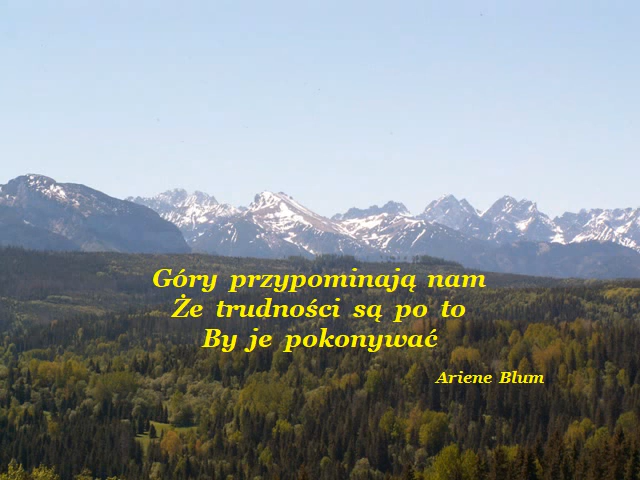 Góry przypominają nam
Że trudności są po to
By je pokonywać
Ariene Blum